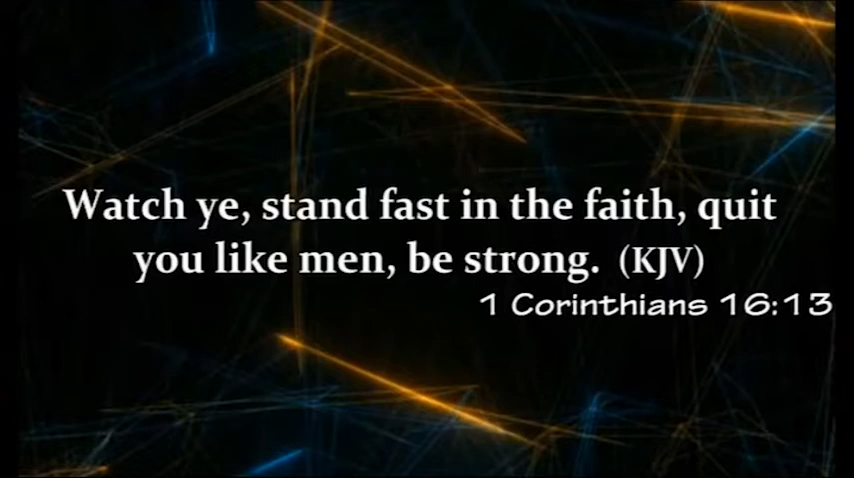 Watch ye, stand fast in the faith, quit
you like men, be strong. (KJV)
1 Corinthians 16:13